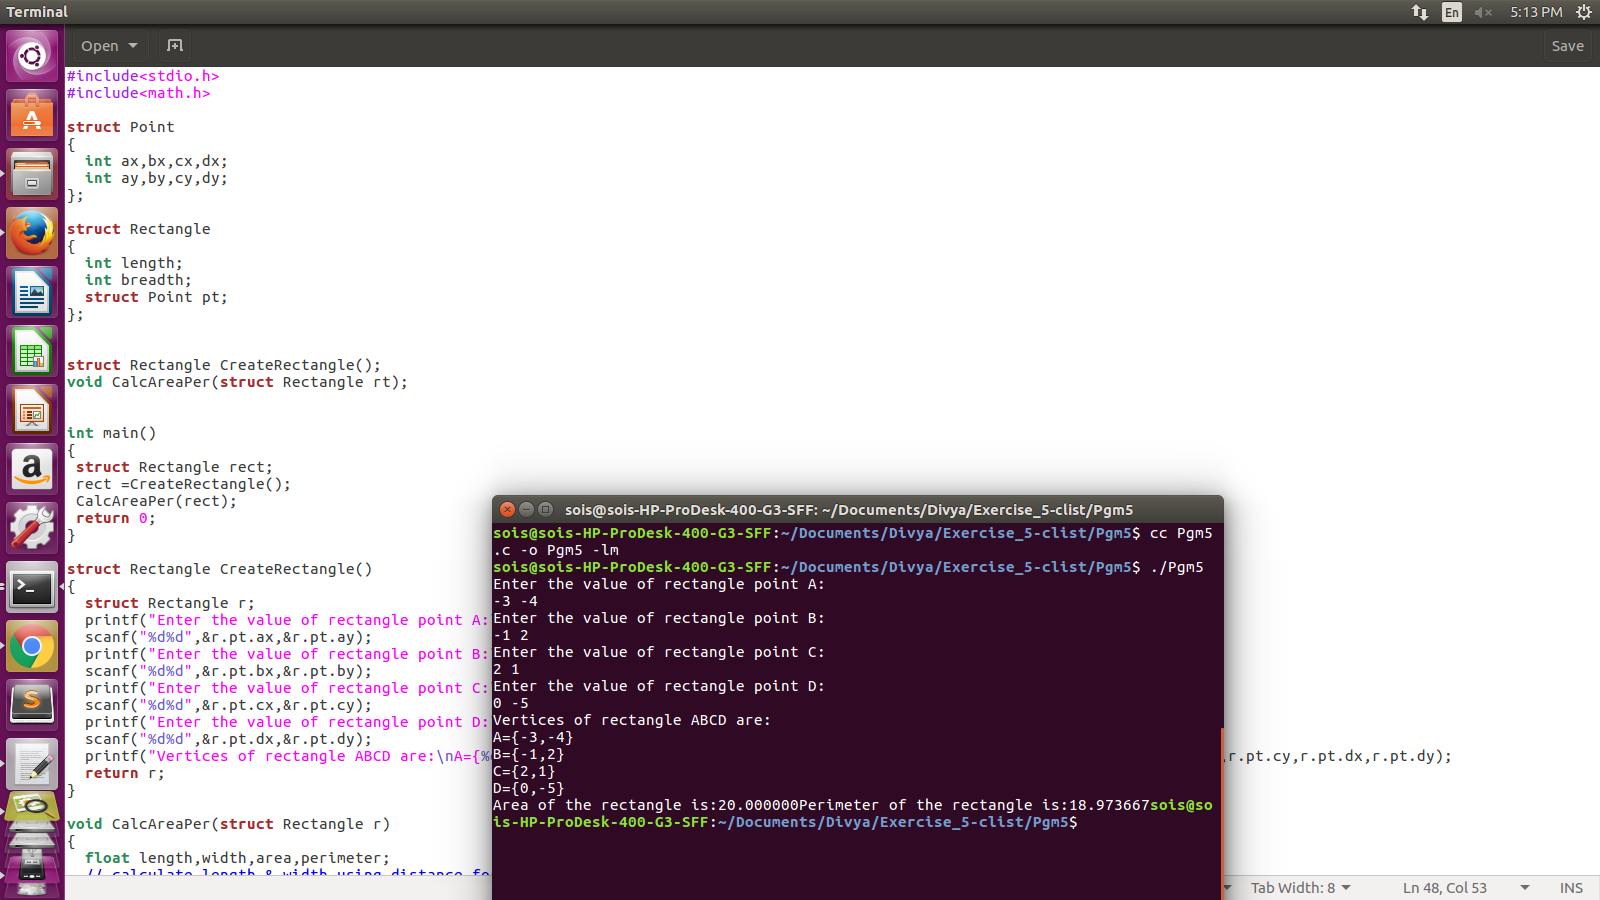 Terminal
En
5:13 PM
Open
Save
#include<stdio.h>
#include<math.h>
struct Point
{
int ax,bx,cx,dx;
int ay,by,cy,dy;
};
struct Rectangle
{
int length;
int breadth;
struct Point pt;
};
struct Rectangle CreateRectangle();
void CalcAreaPer(struct Rectangle rt);
int main()
{
struct Rectangle rect;
rect =CreateRectangle();
CalcAreaPer(rect);
return 0;
}
struct Rectangle CreateRectangle()
{
struct Rectangle r;
printf("Enter the value of rectangle point A:
scanf("%d%d",&r.pt.ax,&r.pt.ay);
printf("Enter the value of rectangle point B:
scanf("%d%d",&r.pt.bx,&r.pt.by);
printf("Enter the value of rectangle point C:
scanf("%d%d",&r.pt.cx,&r.pt.cy);
printf("Enter the value of rectangle point D:
scanf("%d%d",&r.pt.dx,&r.pt.dy);
printf("Vertices of rectangle ABCD are:\nA={% ,r.pt.cy,r.pt.dx,r.pt.dy);
return r;
}
void CalcAreaPer(struct Rectangle r)
{
float length,width,area,perimeter;
// calculate length & width using distance fo
sois@sois-HP-ProDesk-400-G3-SFF: ~/Documents/Divya/Exercise_5-clist/Pgm5
sois@sois-HP-ProDesk-400-G3-SFF:~/Documents/Divya/Exercise_5-clist/Pgm5$ cc Pgm5
.c -o Pgm5 -lm
sois@sois-HP-ProDesk-400-G3-SFF:~/Documents/Divya/Exercise_5-clist/Pgm5$ ./Pgm5
Enter the value of rectangle point A:
-3 -4
Enter the value of rectangle point B:
-1 2
Enter the value of rectangle point C:
2 1
Enter the value of rectangle point D:
0 -5
Vertices of rectangle ABCD are:
A={-3,-4}
B={-1,2}
C={2,1}
D={0,-5}
Area of the rectangle is:20.000000Perimeter of the rectangle is:18.973667sois@so
is-HP-ProDesk-400-G3-SFF:~/Documents/Divya/Exercise_5-clist/Pgm5$
Tab Width: 8
Ln 48, Col 53
INS